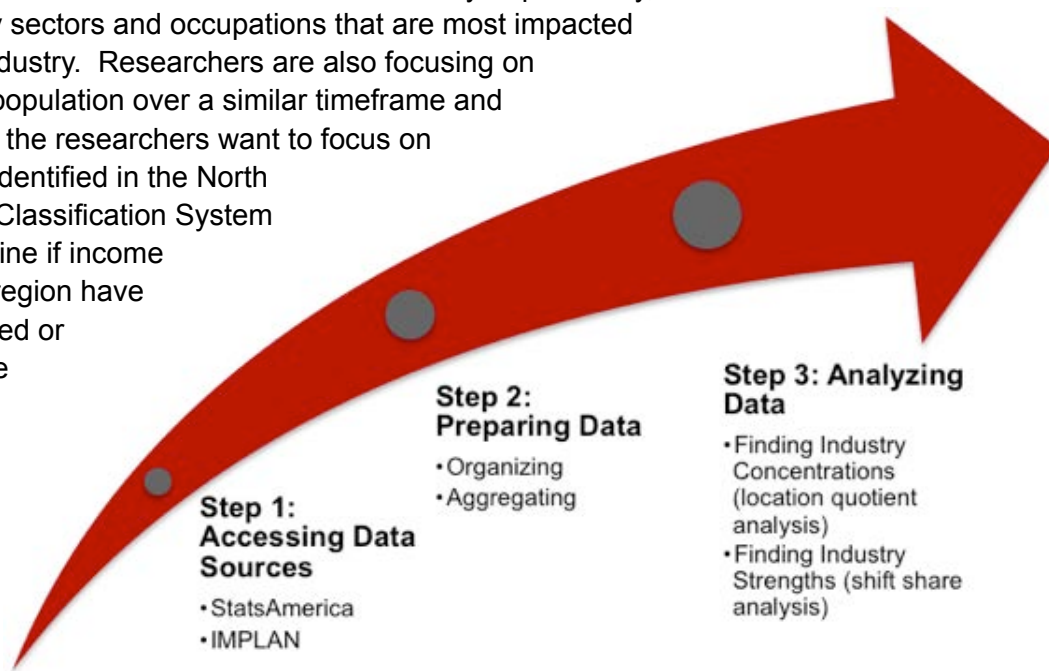 sectors and occupations that are most impacted
dustry. Researchers are also focusing on
population over a similar timeframe and
the researchers want to focus on
dentified in the North
Classification System
ine if income
region have
ed or
e
Step 1:
Accessing Data
Sources
•StatsAmerica
•IMPLAN
Step 2:
Preparing Data
•Organizing
•Aggregating
Step 3: Analyzing
Data
•Finding Industry
Concentrations
(location quotient
analysis)
•Finding Industry
Strengths (shift share
analysis)